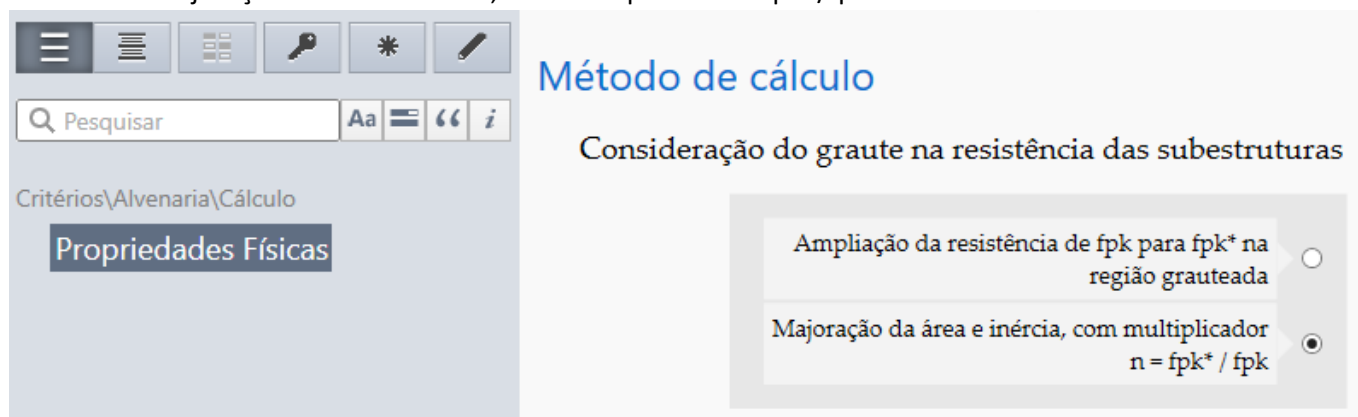 Pesquisar
Aa
i
Critérios\Alvenaria\Cálculo
Propriedades Físicas
Método de cálculo
Consideração do graute na resistência das subestruturas
Ampliação da resistência de fpk para fpk* na
região grauteada
Majoração da área e inércia, com multiplicador
n = fpk* / fpk